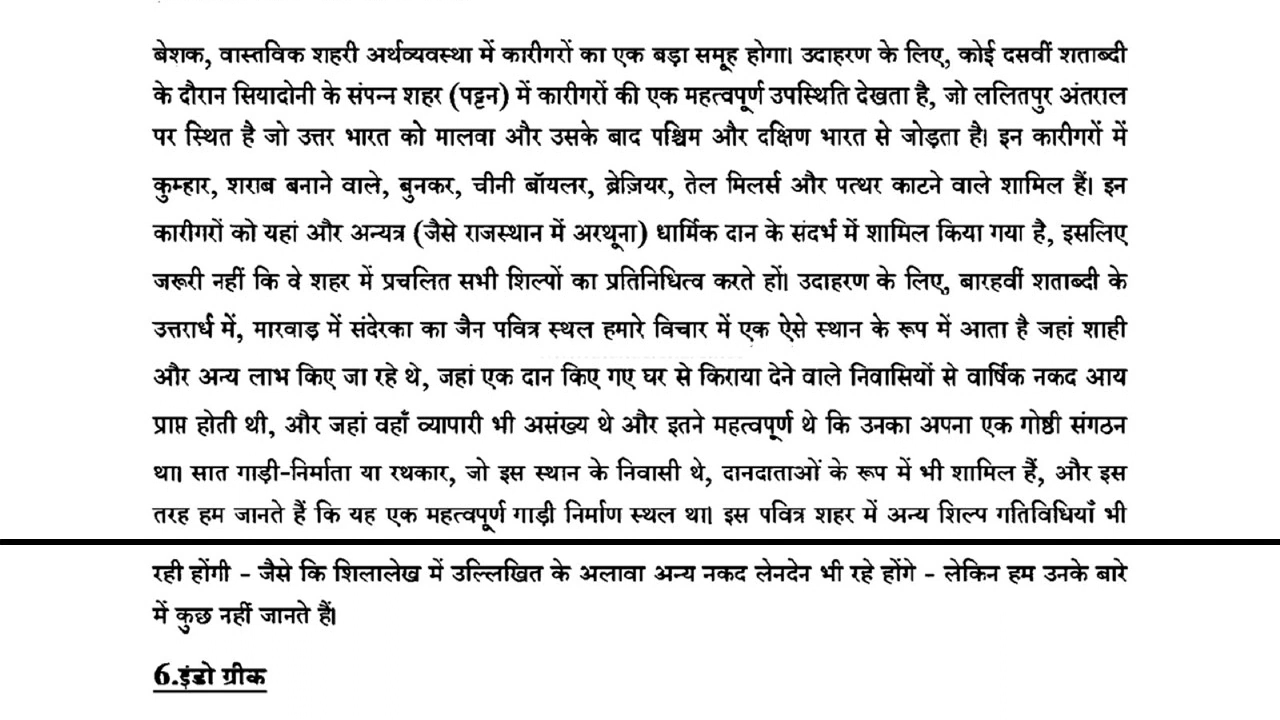 बेशक, वास्तविक शहरी अर्थव्यवस्था में कारीगरों का एक बड़ा समूह होगा। उदाहरण के लिए, कोई दसवीं शताब्दी
के दौरान सियादोनी के संपन्न शहर (पट्टन) में कारीगरों की एक महत्वपूर्ण उपस्थिति देखता है, जो ललितपुर अंतराल
पर स्थित है जो उत्तर भारत को मालवा और उसके बाद पश्चिम और दक्षिण भारत से जोड़ता है। इन कारीगरों में
कुम्हार, शराब बनाने वाले, बुनकर, चीनी बॉयलर, ब्रेज़ियर, तेल मिलर्स और पत्थर काटने वाले शामिल हैं। इन
कारीगरों को यहां और अन्यत्र (जैसे राजस्थान में अरथूना) धार्मिक दान के संदर्भ में शामिल किया गया है, इसलिए
जरूरी नहीं कि वे शहर में प्रचलित सभी शिल्पों का प्रतिनिधित्व करते हों। उदाहरण के लिए, बारहवीं शताब्दी के
उत्तरार्ध में, मारवाड़ में संदेरका का जैन पवित्र स्थल हमारे विचार में एक ऐसे स्थान के रूप में आता है जहां शाही
और अन्य लाभ किए जा रहे थे, जहां एक दान किए गए घर से किराया देने वाले निवासियों से वार्षिक नकद आय
प्राप्त होती थी, और जहां वहाँ व्यापारी भी असंख्य थे और इतने महत्वपूर्ण थे कि उनका अपना एक गोष्ठी संगठन
था। सात गाड़ी-निर्माता या रथकार, जो इस स्थान के निवासी थे, दानदाताओं के रूप में भी शामिल हैं, और इस
तरह हम जानते हैं कि यह एक महत्वपूर्ण गाड़ी निर्माण स्थल था। इस पवित्र शहर में अन्य शिल्प गतिविधियाँ भी
रही होंगी - जैसे कि शिलालेख में उल्लिखित के अलावा अन्य नकद लेनदेन भी रहे होंगे - लेकिन हम उनके बारे
में कुछ नहीं जानते हैं।
6.इंडो ग्रीक